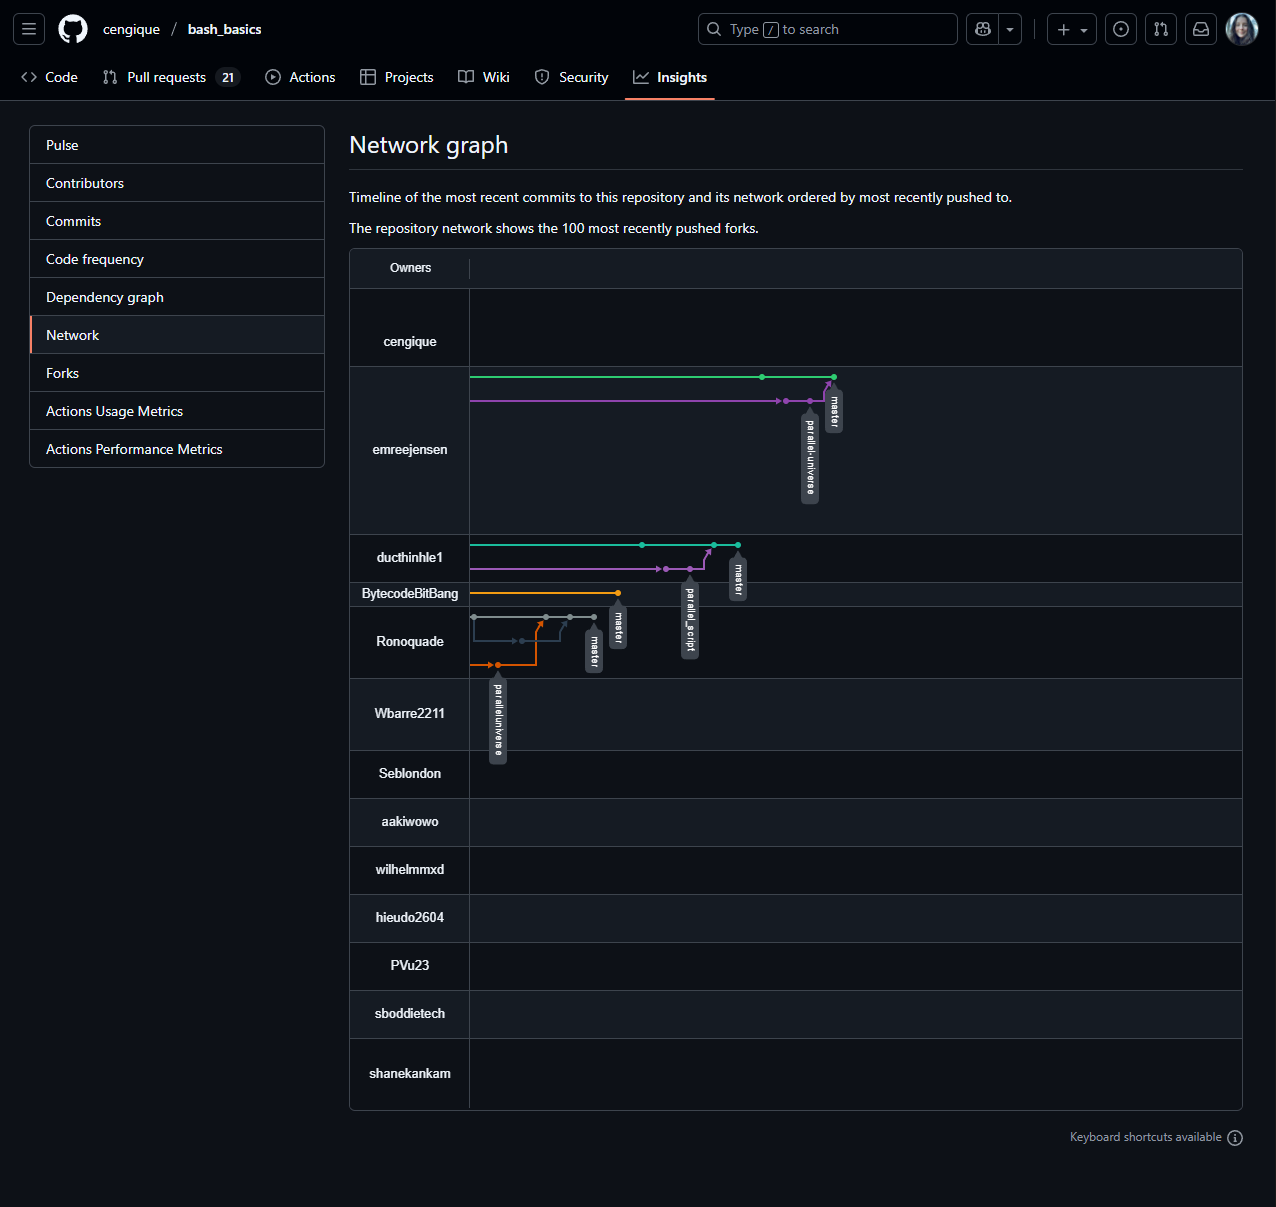 cengique / bash_basics
Type / to search
Code
Pull requests 21
Actions
Projects
Wiki
Security
Insights
Pulse
Contributors
Commits
Code frequency
Dependency graph
Network
Forks
Actions Usage Metrics
Actions Performance Metrics
Network graph
Timeline of the most recent commits to this repository and its network ordered by most recently pushed to.
The repository network shows the 100 most recently pushed forks.
Owners
cengique
emreejensen
master
parallel-universe
ducthinhle1
master
parallel_script
BytecodeBitBang
master
Ronoquade
master
paralleluniverse
Wbarre2211
Seblondon
aakiwowo
wilhelmmxd
hieudo2604
PVu23
sboddietech
shanekankam
Keyboard shortcuts available